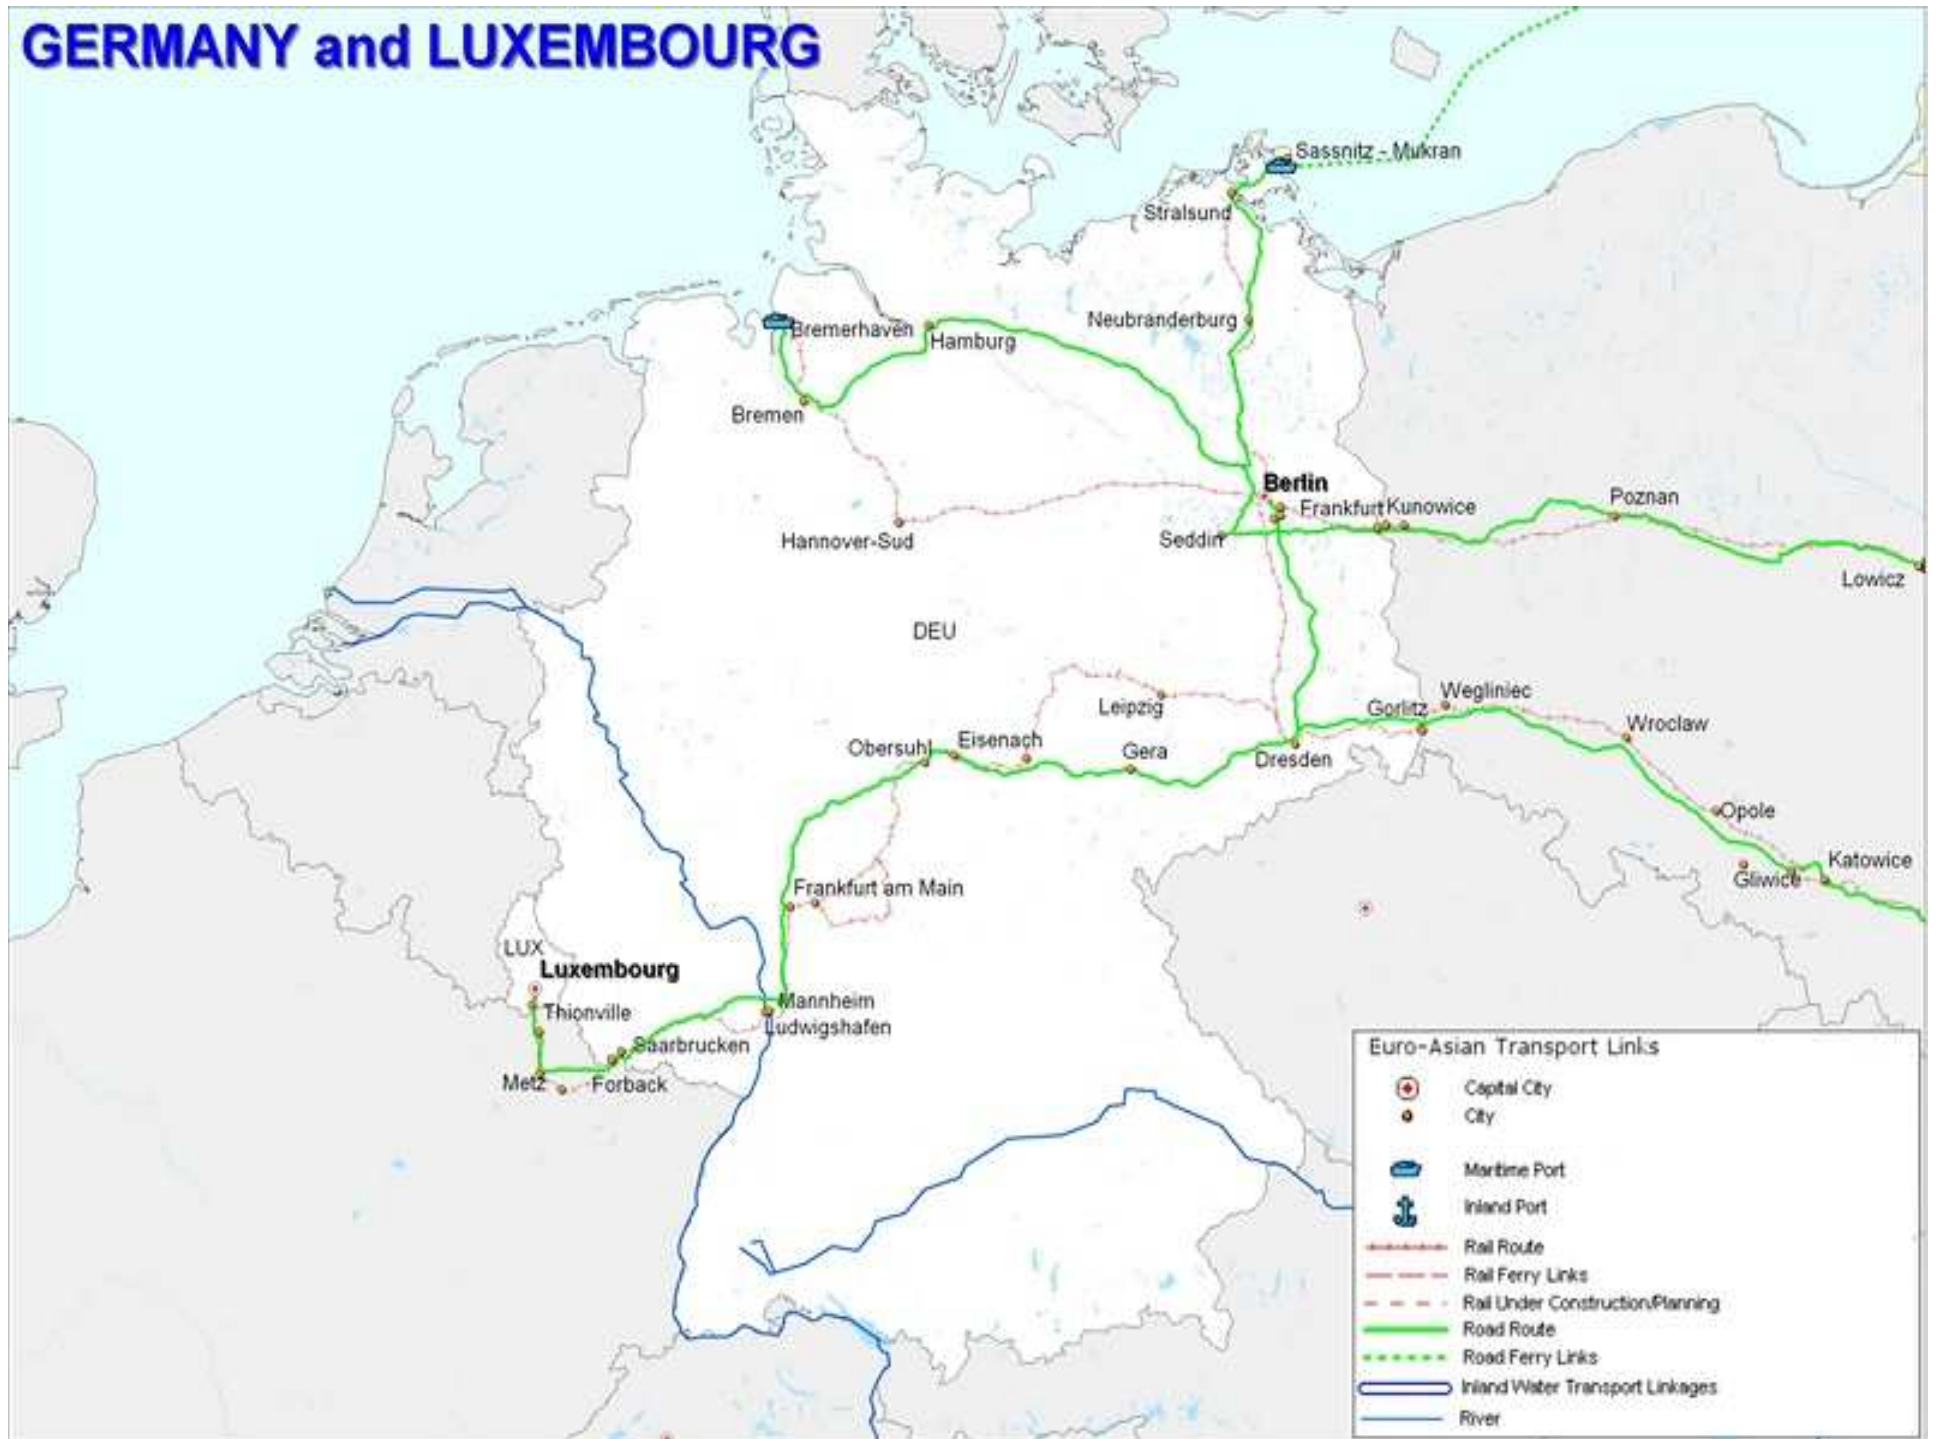 GERMANY and LUXEMBOURG
Sassnitz - Mukran
Stralsund
Neubranderburg
Bremerhaven
Hamburg
Bremen
Berlin
Frankfurt
Kunowice
Poznan
Hannover-Sud
Seddin
Lowicz
DEU
Leipzig
Gorlitz
Wegliniec
Wroclaw
Obersuhl
Eisenach
Gera
Dresden
Opole
Katowice
Gliwice
Frankfurt am Main
LUX
Luxembourg
Thionville
Mannheim
Ludwigshafen
Saarbrucken
Metz
Forback
Euro-Asian Transport Links
Capital City
City
Maritime Port
Inland Port
Rail Route
Rail Ferry Links
Rail Under Construction/Planning
Road Route
Road Ferry Links
Inland Water Transport Linkages
River